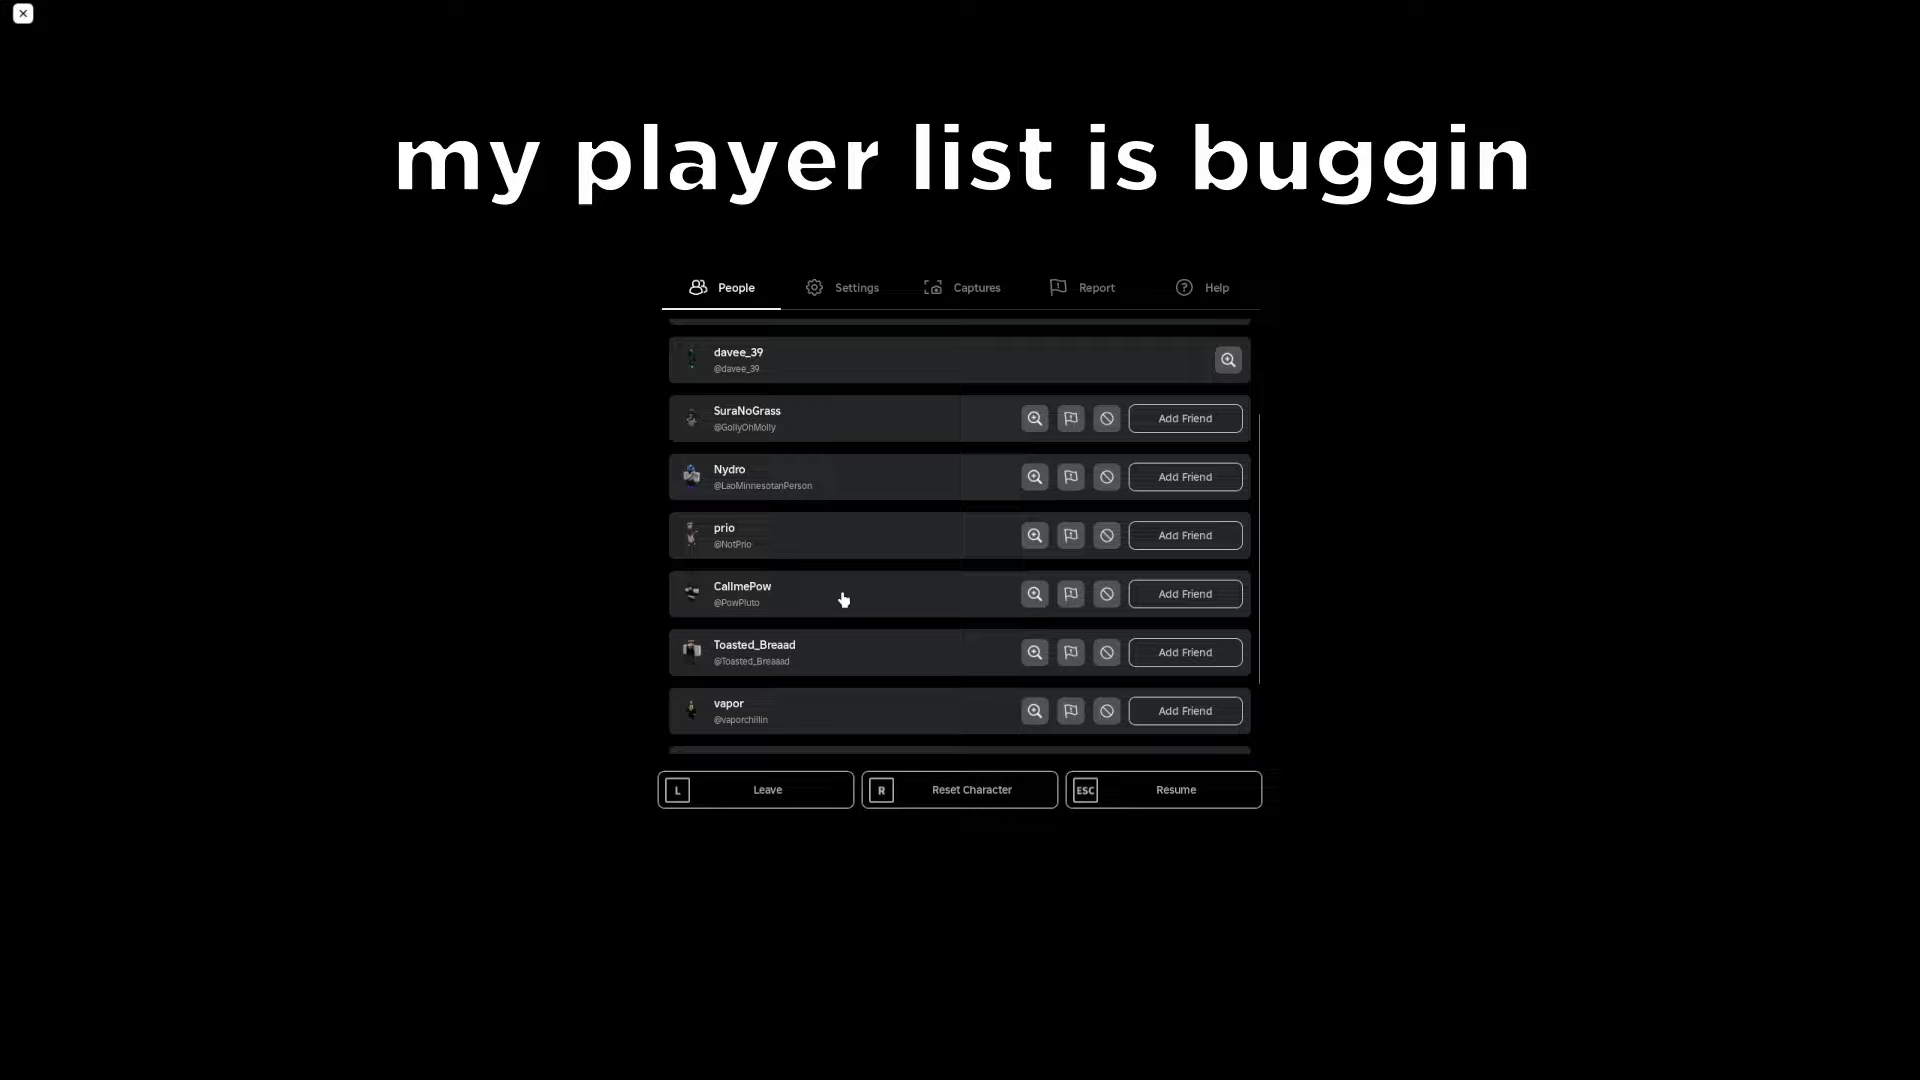 my player list is buggin
People Settings Captures Report Help
davee_39
@davee_39
SuraNoGrass
@GollyOhMolly
Add Friend
Nydro
@LaoMinnesotanPerson
Add Friend
prio
@NotPrio
Add Friend
CallmePow
@PowPluto
Add Friend
Toasted_Breaad
@Toasted_Breaaad
Add Friend
vapor
@vaporchillin
Add Friend
L Leave R Reset Character ESC Resume